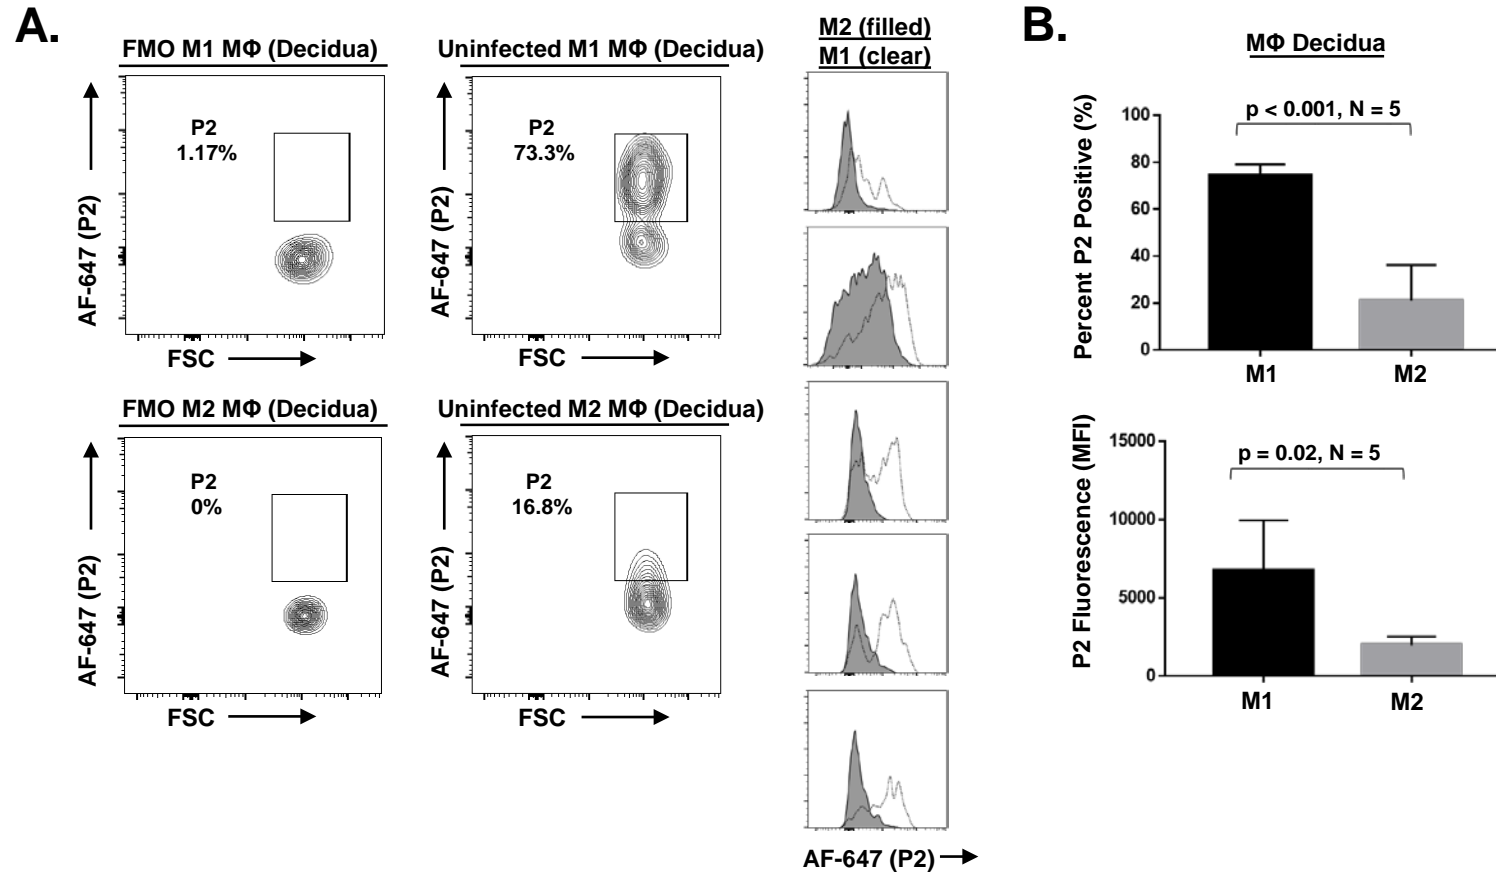 A.
FMO M1 MΦ (Decidua)
P2
1.17%
AF-647 (P2)
FSC
Uninfected M1 MΦ (Decidua)
P2
73.3%
AF-647 (P2)
FSC
FMO M2 MΦ (Decidua)
P2
0%
AF-647 (P2)
FSC
Uninfected M2 MΦ (Decidua)
P2
16.8%
AF-647 (P2)
FSC
M2 (filled)
M1 (clear)
AF-647 (P2)
B.
MΦ Decidua
p < 0.001, N = 5
Percent P2 Positive (%)
100
80
60
40
20
0
M1 M2
p = 0.02, N = 5
P2 Fluorescence (MFI)
15000
10000
5000
0
M1 M2